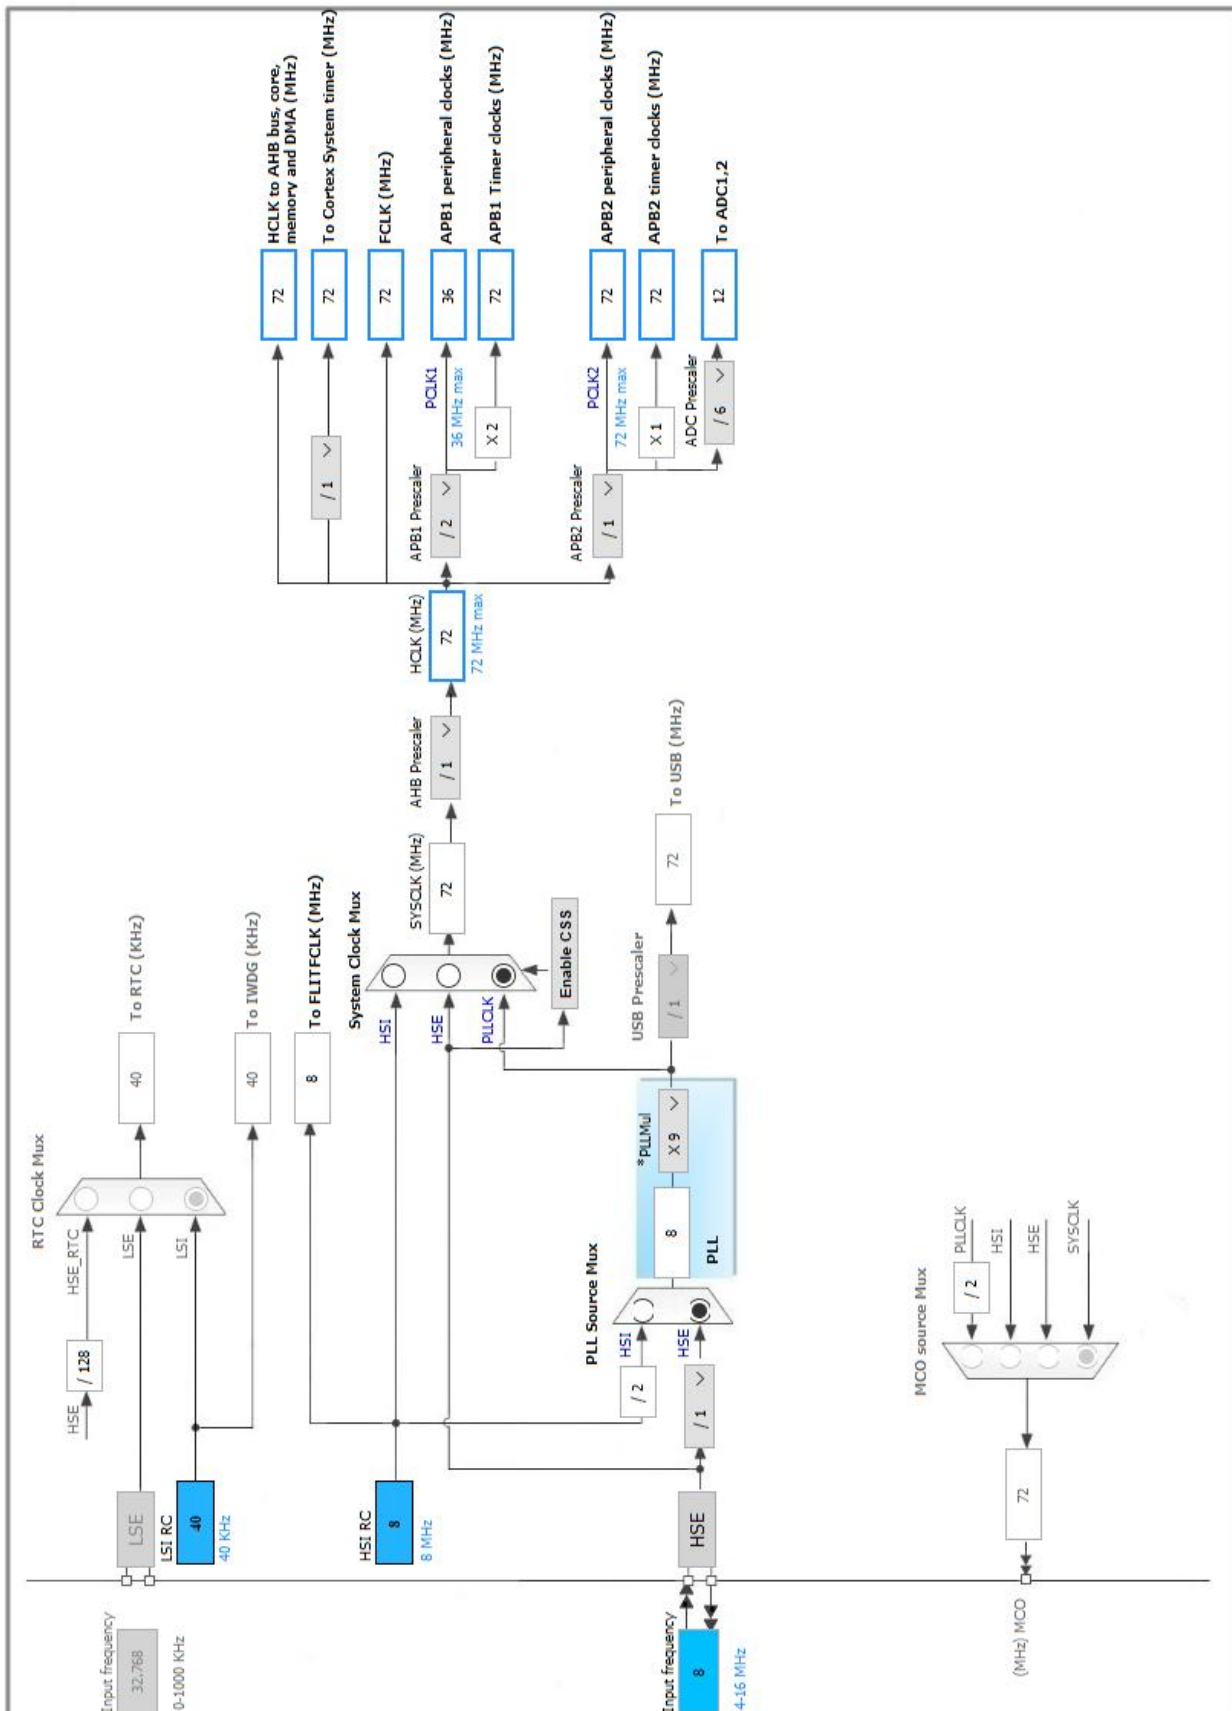 Input frequency
32.768
0-1000 KHz
LSE
LSI RC
40
40 KHz
HSE
/ 128
HSE_RTC
LSE
LSI
RTC Clock Mux
40
To RTC (KHz)
40
To IWDG (KHz)
8
To FLITFCLK (MHz)
HSI RC
8
8 MHz
HSI
HSE
PLLCLK
System Clock Mux
Enable CSS
SYSCLK (MHz)
72
AHB Prescaler
/ 1
HCLK (MHz)
72
72 MHz max
72
HCLK to AHB bus, core,
memory and DMA (MHz)
/ 1
72
To Cortex System timer (MHz)
72
FCLK (MHz)
APB1 Prescaler
/ 2
PCLK1
36 MHz max
36
APB1 peripheral clocks (MHz)
X 2
72
APB1 Timer clocks (MHz)
APB2 Prescaler
/ 1
PCLK2
72 MHz max
72
APB2 peripheral clocks (MHz)
X 1
72
APB2 timer clocks (MHz)
ADC Prescaler
/ 6
12
To ADC1,2
Input frequency
8
4-16 MHz
HSE
/ 2
/ 1
HSI
HSE
PLL Source Mux
8
*PLLMul
X 9
PLL
USB Prescaler
/ 1
72
To USB (MHz)
(MHz) MCO
72
MCO source Mux
/ 2
PLLCLK
HSI
HSE
SYSCLK